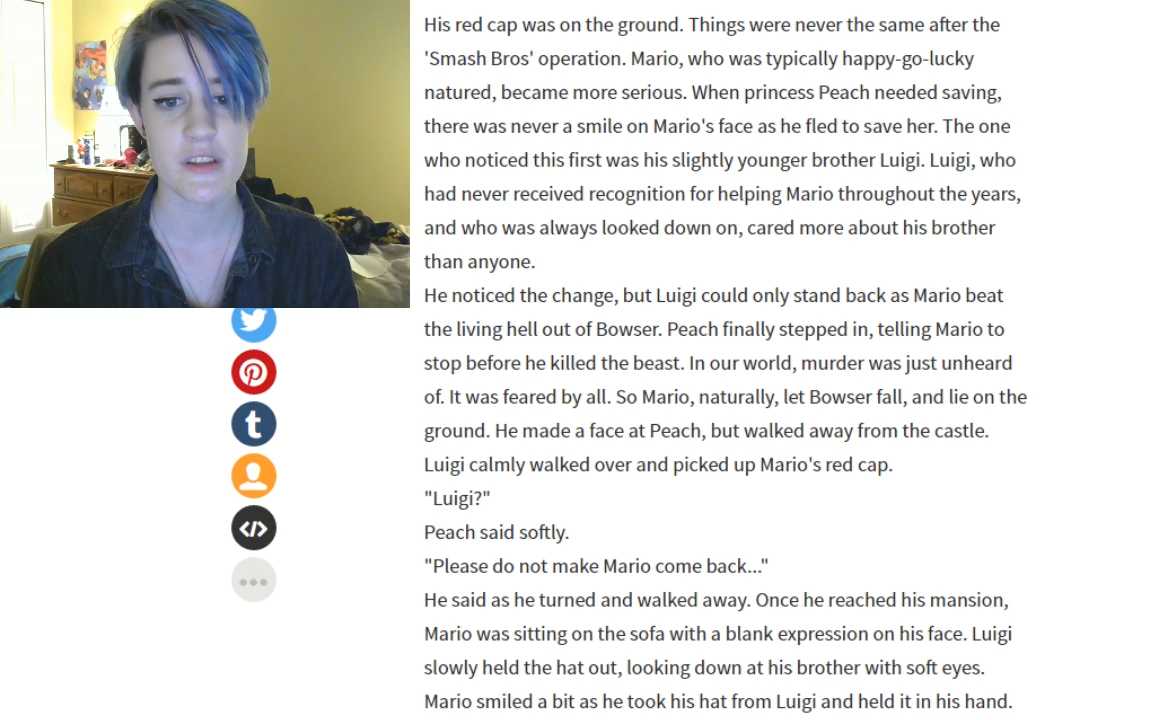 His red cap was on the ground. Things were never the same after the
'Smash Bros' operation. Mario, who was typically happy-go-lucky
natured, became more serious. When princess Peach needed saving,
there was never a smile on Mario's face as he fled to save her. The one
who noticed this first was his slightly younger brother Luigi. Luigi, who
had never received recognition for helping Mario throughout the years,
and who was always looked down on, cared more about his brother
than anyone.
He noticed the change, but Luigi could only stand back as Mario beat
the living hell out of Bowser. Peach finally stepped in, telling Mario to
stop before he killed the beast. In our world, murder was just unheard
of. It was feared by all. So Mario, naturally, let Bowser fall, and lie on the
ground. He made a face at Peach, but walked away from the castle.
Luigi calmly walked over and picked up Mario's red cap.
"Luigi?"
Peach said softly.
"Please do not make Mario come back..."
He said as he turned and walked away. Once he reached his mansion,
Mario was sitting on the sofa with a blank expression on his face. Luigi
slowly held the hat out, looking down at his brother with soft eyes.
Mario smiled a bit as he took his hat from Luigi and held it in his hand.